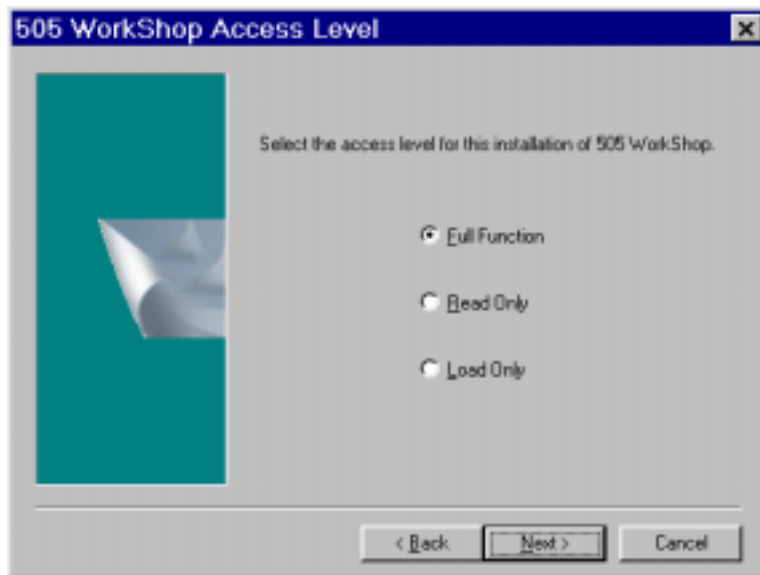 505 WorkShop Access Level
Select the access level for this installation of 505 WorkShop.
Full Function
Read Only
Load Only
< Back
Next >
Cancel